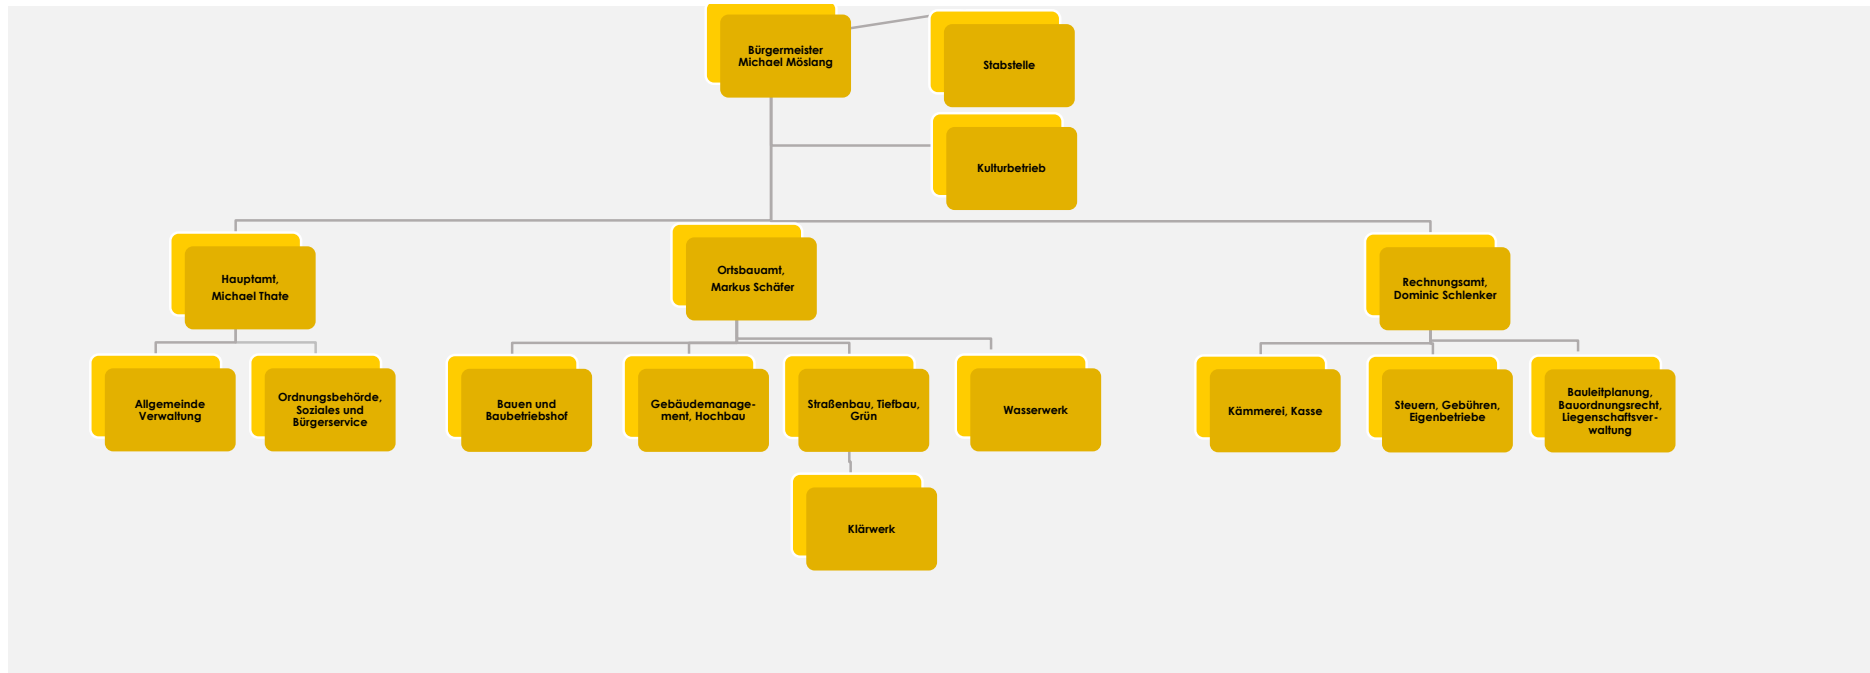 Bürgermeister
Michael Möslang
Stabstelle
Kulturbetrieb
Hauptamt,
Michael Thate
Ortsbauamt,
Markus Schäfer
Rechnungsamt,
Dominic Schlenker
Allgemeinde
Verwaltung
Ordnungsbehörde,
Soziales und
Bürgerservice
Bauen und
Baubetriebshof
Gebäudemanage-
ment, Hochbau
Straßenbau, Tiefbau,
Grün
Wasserwerk
Kämmerei, Kasse
Steuern, Gebühren,
Eigenbetriebe
Bauleitplanung,
Bauordnungsrecht,
Liegenschaftsver-
waltung
Klärwerk